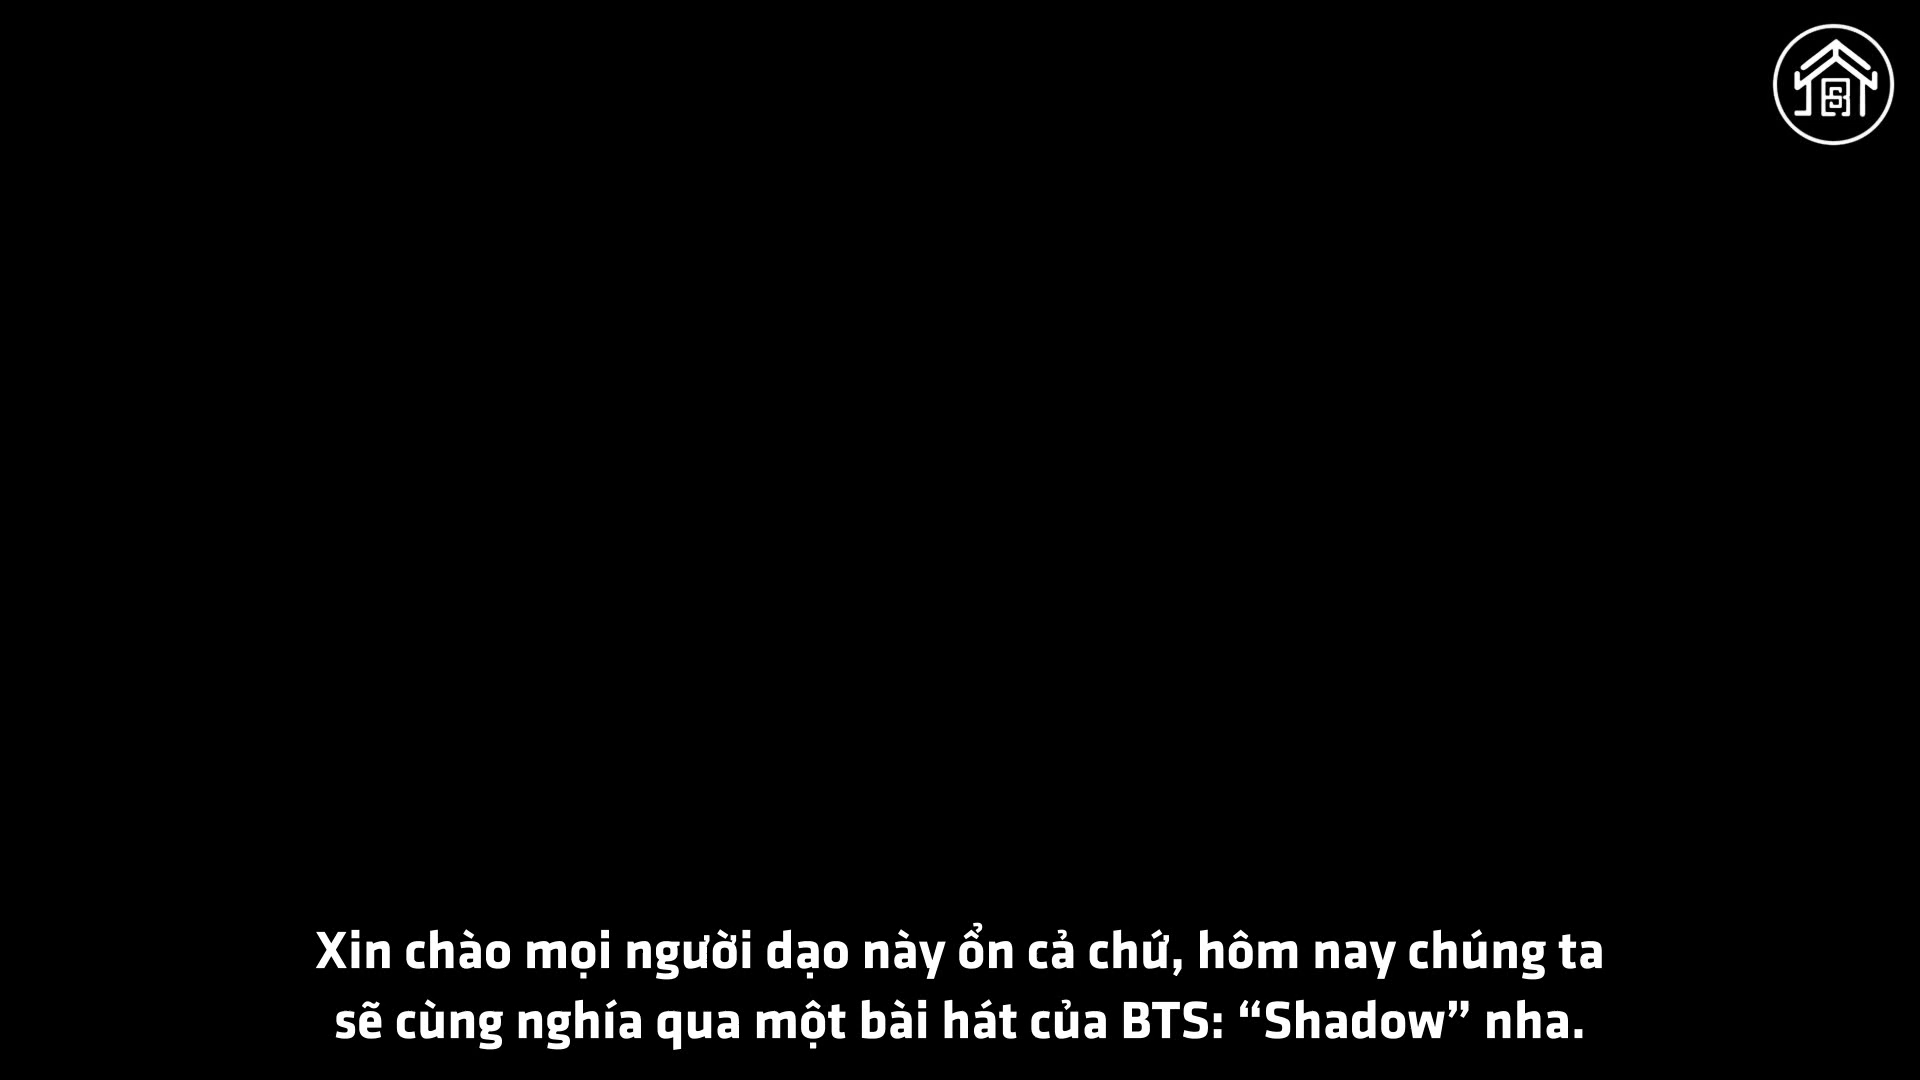 Xin chào mọi người dạo này ổn cả chứ, hôm nay chúng ta
sẽ cùng nghía qua một bài hát của BTS: “Shadow” nha.